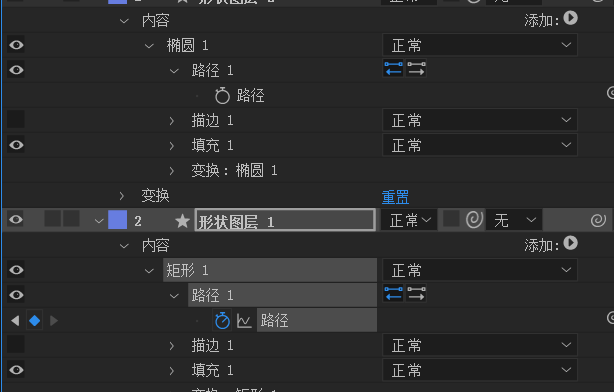 内容 添加:
椭圆 1 正常
路径 1
路径
描边 1 正常
填充 1 正常
变换：椭圆 1
变换 重置
2 形状图层 1 正常 无
内容 添加:
矩形 1 正常
路径 1
路径
描边 1 正常
填充 1 正常